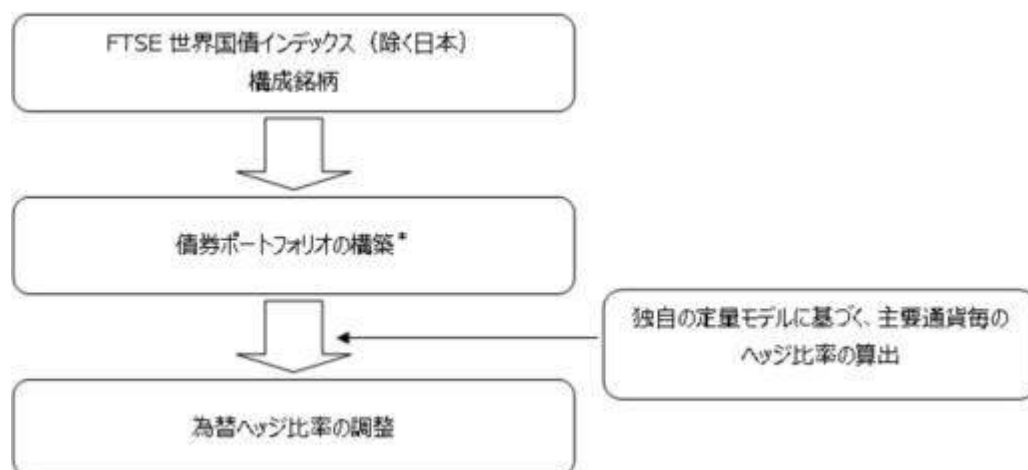 FTSE 世界国債インデックス（除く日本）
構成銘柄
債券ポートフォリオの構築*
独自の定量モデルに基づく、主要通貨毎の
ヘッジ比率の算出
為替ヘッジ比率の調整